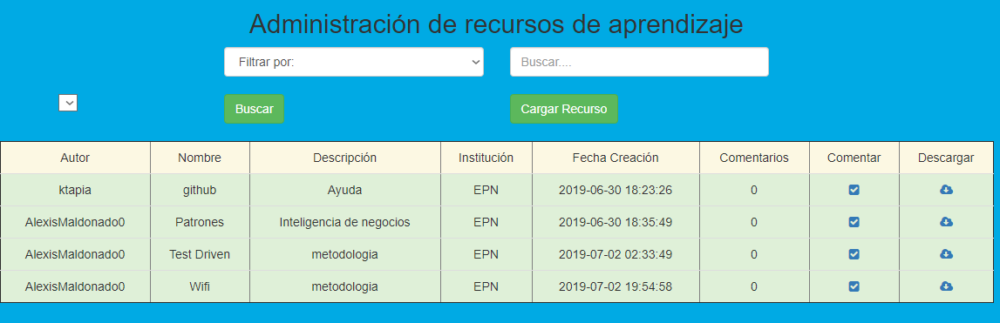 Administración de recursos de aprendizaje
Filtrar por: Buscar....
Buscar Cargar Recurso
Autor Nombre Descripción Institución Fecha Creación Comentarios Comentar Descargar
ktapia github Ayuda EPN 2019-06-30 18:23:26 0
AlexisMaldonado0 Patrones Inteligencia de negocios EPN 2019-06-30 18:35:49 0
AlexisMaldonado0 Test Driven metodologia EPN 2019-07-02 02:33:49 0
AlexisMaldonado0 Wifi metodologia EPN 2019-07-02 19:54:58 0